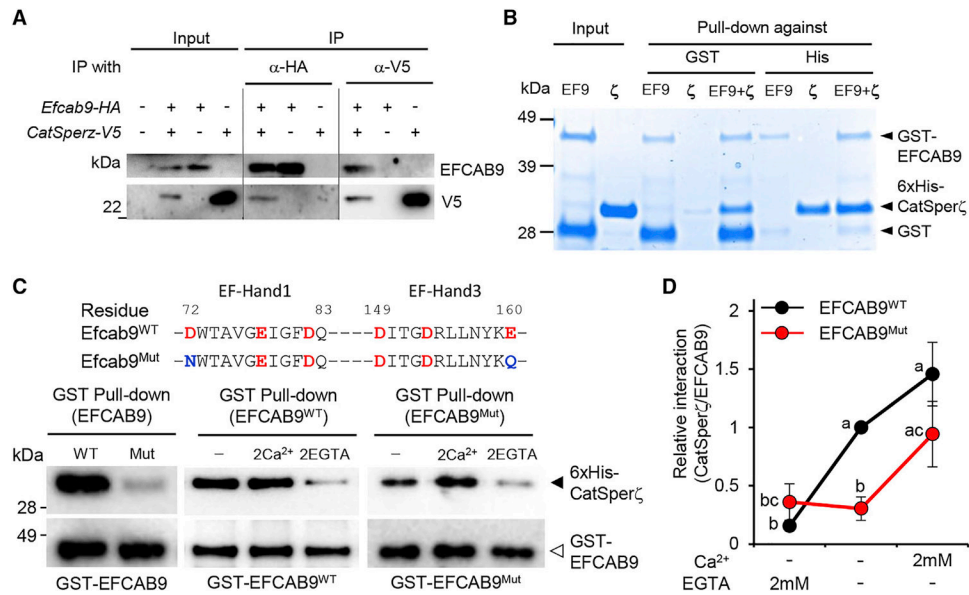 A
Input
IP
IP with
α-HA
α-V5
Efcab9-HA - + + - + + - + + -
CatSperz-V5 - + - + + - + + - +
kDa
EFCAB9
22
V5
B
Input
Pull-down against
GST
His
kDa
EF9 ζ EF9 ζ EF9+ζ EF9 ζ EF9+ζ
49
GST-
EFCAB9
39
6xHis-
CatSperζ
28
GST
C
EF-Hand1
EF-Hand3
Residue 72 83 149 160
Efcab9WT –DWTAVGEIGFDQ----DITGDRLLNYKE–
Efcab9Mut –NWTAVGEIGFDQ----DITGDRLLNYKQ–
GST Pull-down
(EFCAB9)
GST Pull-down
(EFCAB9WT)
GST Pull-down
(EFCAB9Mut)
kDa
WT Mut
– 2Ca2+ 2EGTA
– 2Ca2+ 2EGTA
6xHis-
CatSperζ
28
49
GST-
EFCAB9
GST-EFCAB9
GST-EFCAB9WT
GST-EFCAB9Mut
D
Relative interaction
(CatSperζ/EFCAB9)
2
1.5
1
0.5
0
EFCAB9WT
EFCAB9Mut
a
a
ac
bc
b
b
Ca2+ - - 2mM
EGTA 2mM - -